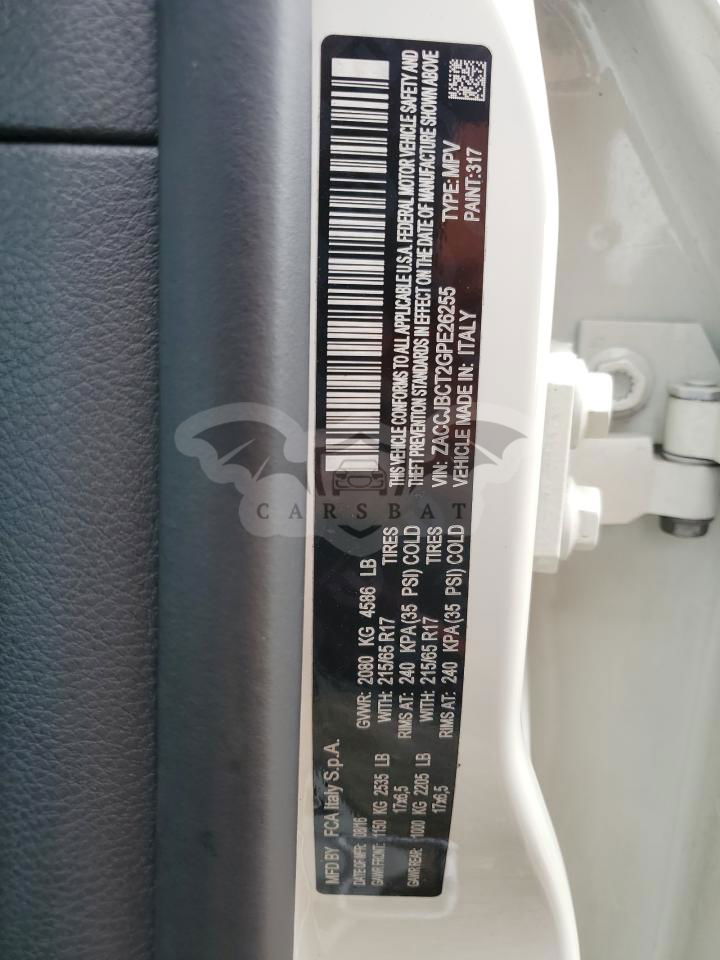 MFD BY FCA Italy S.p.A.
DATE OF MFR: 08/16 GVWR: 2080 KG 4586 LB
GAWR FRONT: 1150 KG 2535 LB WITH: 215/65 R17 TIRES
17x6,5 RIMS AT: 240 KPA(35 PSI) COLD
GAWR REAR: 1000 KG 2205 LB WITH: 215/65 R17 TIRES
17x6,5 RIMS AT: 240 KPA(35 PSI) COLD
THIS VEHICLE CONFORMS TO ALL APPLICABLE U.S.A. FEDERAL MOTOR VEHICLE SAFETY AND
THEFT PREVENTION STANDARDS IN EFFECT ON THE DATE OF MANUFACTURE SHOWN ABOVE
VIN: ZACCJBCT2GPE26255 TYPE: MPV
VEHICLE MADE IN: ITALY PAINT:317
CARSBAT